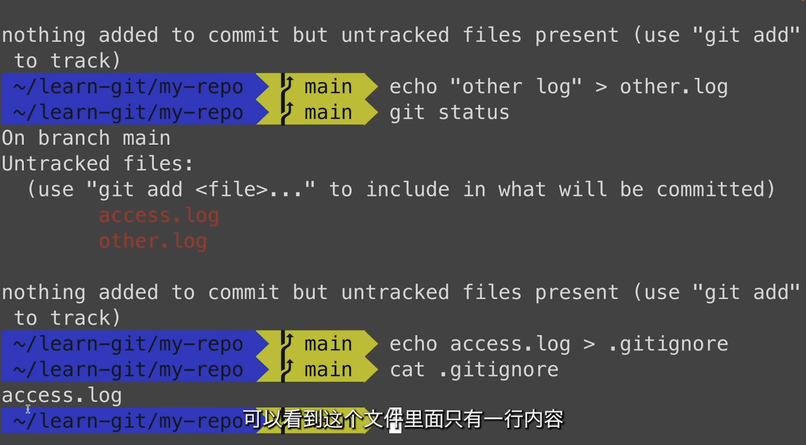 nothing added to commit but untracked files present (use "git add"
to track)
~/learn-git/my-repo main echo "other log" > other.log
~/learn-git/my-repo main git status
On branch main
Untracked files:
(use "git add <file>..." to include in what will be committed)
access.log
other.log
nothing added to commit but untracked files present (use "git add"
to track)
~/learn-git/my-repo main echo access.log > .gitignore
~/learn-git/my-repo main cat .gitignore
access.log
~/learn-git/my-repo main
可以看到这个文件里面只有一行内容